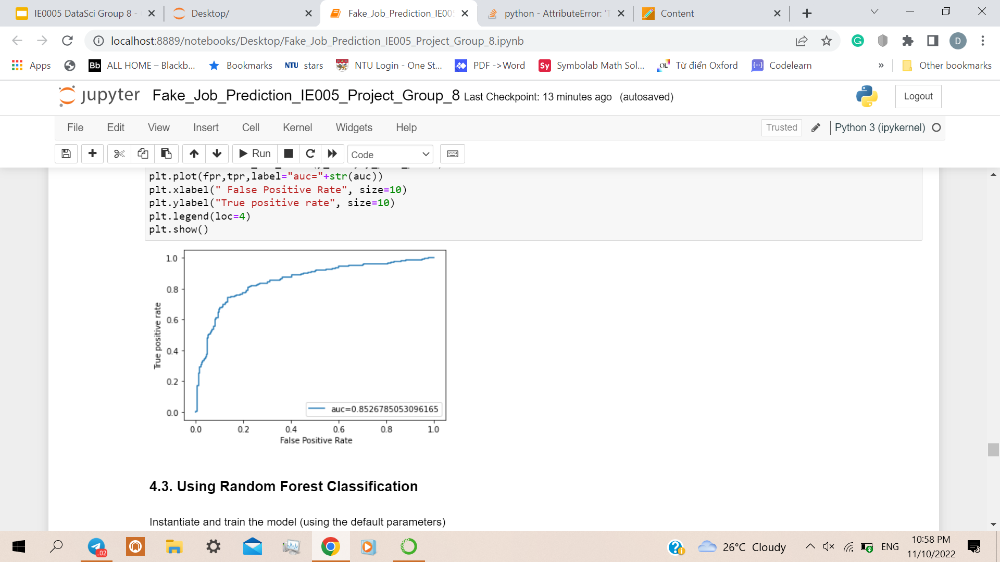 IE0005 DataSci Group 8 -
Desktop/
Fake_Job_Prediction_IE00
python - AttributeError: 'T
Content
localhost:8889/notebooks/Desktop/Fake_Job_Prediction_IE005_Project_Group_8.ipynb
D
Apps
Bb ALL HOME – Blackb...
Bookmarks
NTU stars
NTU Login - One St...
PDF ->Word
Sy Symbolab Math Sol...
OL Từ điển Oxford
Codelearn
»
Other bookmarks
jupyter Fake_Job_Prediction_IE005_Project_Group_8 Last Checkpoint: 13 minutes ago (autosaved)
Logout
File Edit View Insert Cell Kernel Widgets Help
Trusted
Python 3 (ipykernel)
Run
Code
plt.plot(fpr,tpr,label="auc="+str(auc))
plt.xlabel(" False Positive Rate", size=10)
plt.ylabel("True positive rate", size=10)
plt.legend(loc=4)
plt.show()
1.0
0.8
0.6
0.4
0.2
0.0
True positive rate
auc=0.8526785053096165
0.0 0.2 0.4 0.6 0.8 1.0
False Positive Rate
4.3. Using Random Forest Classification
Instantiate and train the model (using the default parameters)
..02
26°C Cloudy
ENG
10:58 PM
11/10/2022